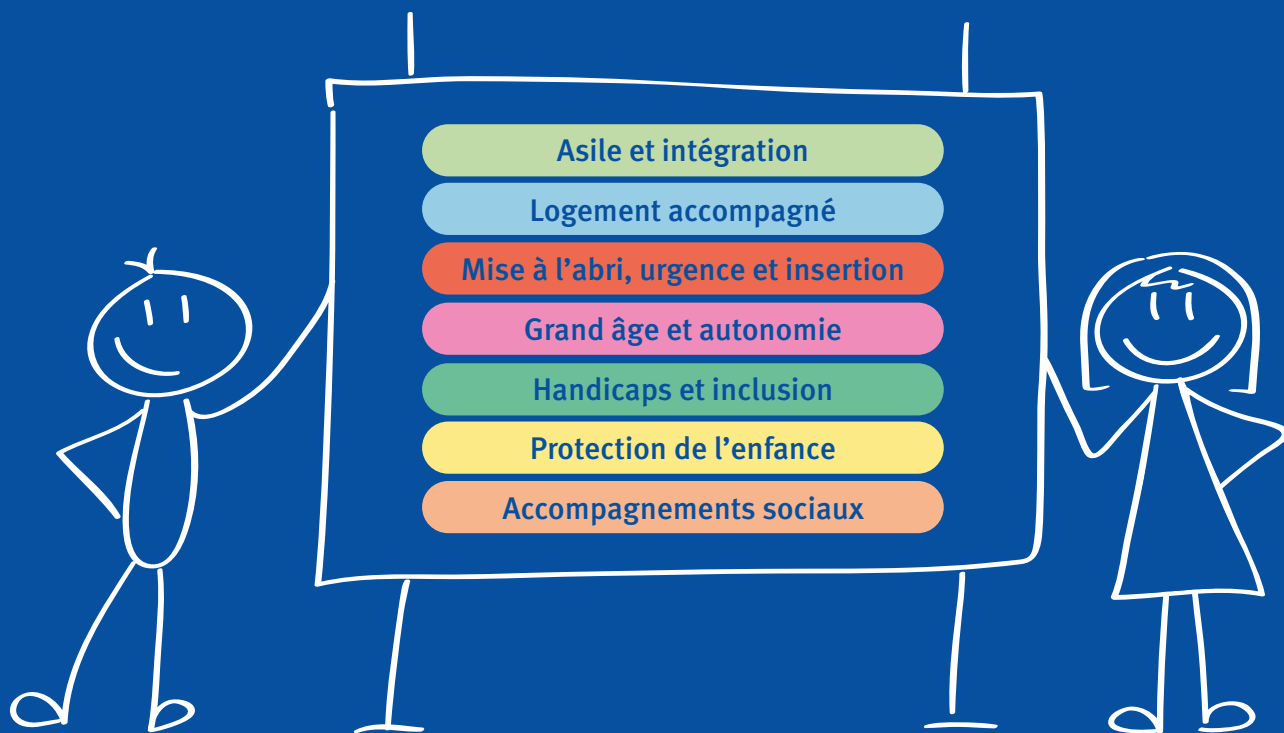 Asile et intégration
Logement accompagné
Mise à l’abri, urgence et insertion
Grand âge et autonomie
Handicaps et inclusion
Protection de l’enfance
Accompagnements sociaux